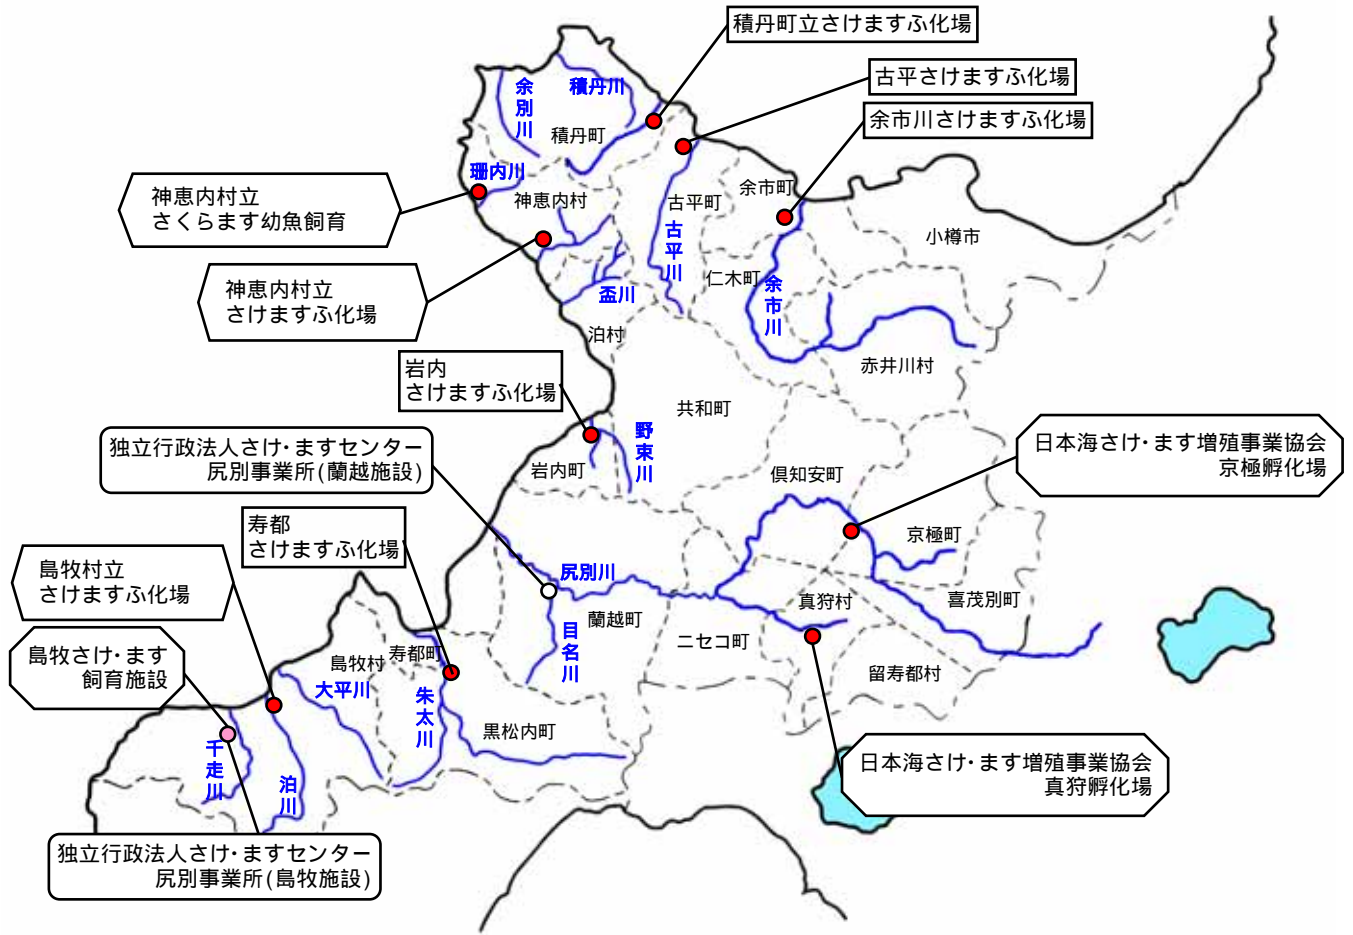 積丹町立さけますふ化場
古平さけますふ化場
余市川さけますふ化場
余別川
積丹川
積丹町
珊内川
神恵内村立
さくらます幼魚飼育
神恵内村
古平町
余市町
小樽市
古平川
神恵内村立
さけますふ化場
仁木町
余市川
盃川
泊村
赤井川村
岩内
さけますふ化場
共和町
野束川
独立行政法人さけ・ますセンター
尻別事業所(蘭越施設)
岩内町
倶知安町
日本海さけ・ます増殖事業協会
京極孵化場
寿都
さけますふ化場
京極町
島牧村立
さけますふ化場
尻別川
蘭越町
真狩村
喜茂別町
目名川
ニセコ町
留寿都村
島牧さけ・ます
飼育施設
島牧村
寿都町
大平川
朱太川
黒松内町
千走川
泊川
日本海さけ・ます増殖事業協会
真狩孵化場
独立行政法人さけ・ますセンター
尻別事業所(島牧施設)